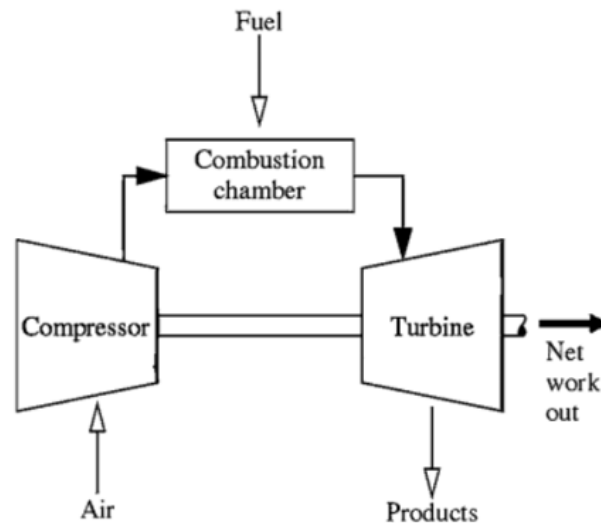 Fuel
Combustion
chamber
Compressor
Turbine
Net
work
out
Air
Products